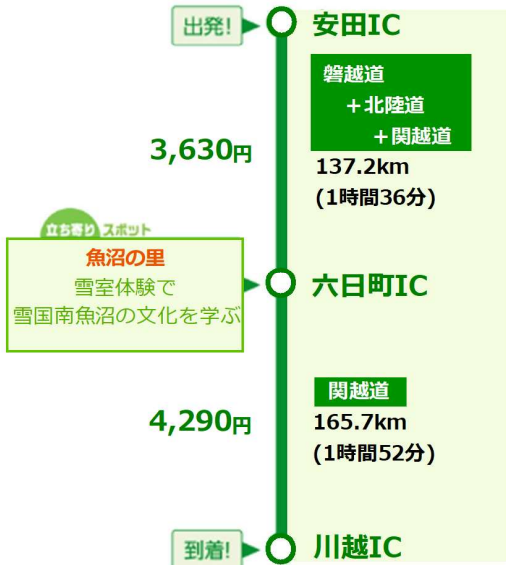 出発!
安田IC
磐越道
+北陸道
+関越道
3,630円
137.2km
(1時間36分)
立ち寄りスポット
魚沼の里
雪室体験で
雪国南魚沼の文化を学ぶ
六日町IC
関越道
4,290円
165.7km
(1時間52分)
到着!
川越IC